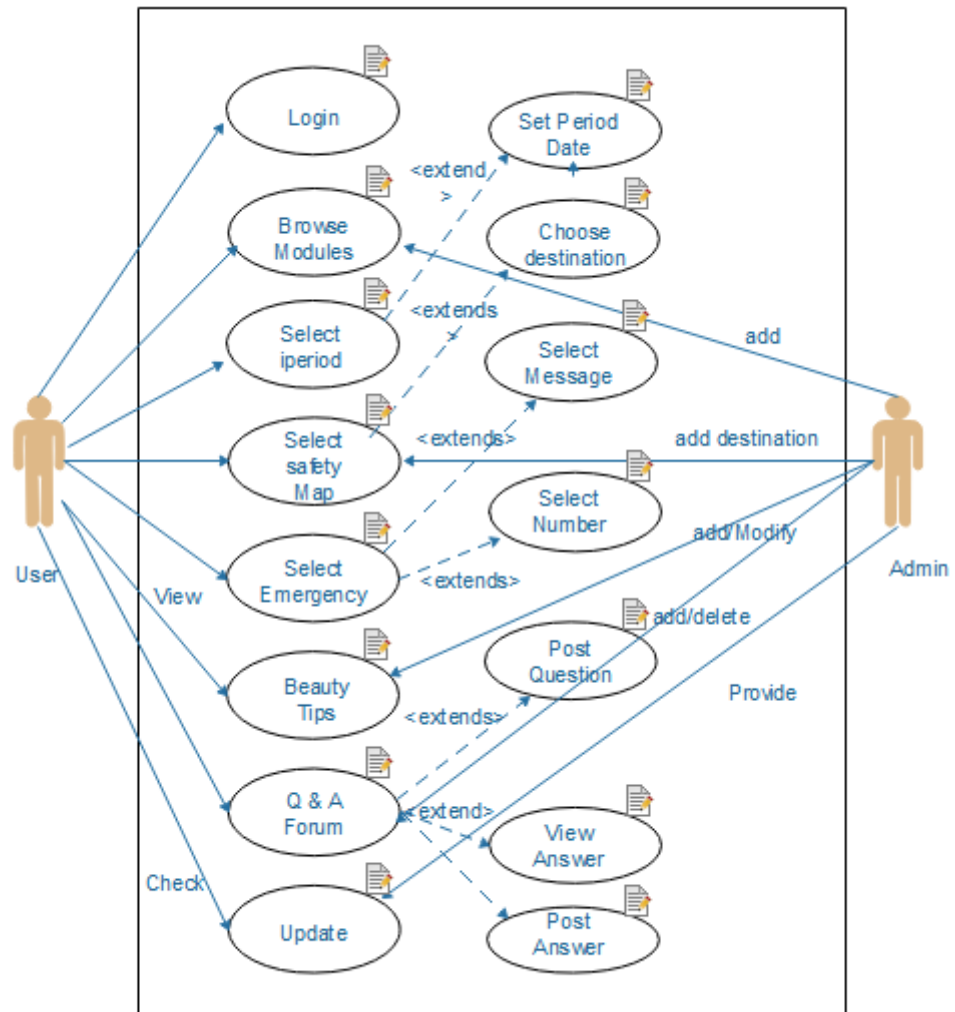 Login
Set Period
Date
<extend
>
Browse
Modules
Choose
destination
Select
iperiod
<extends
>
Select
Message
add
Select
safety
Map
<extends>
add destination
Select
Number
add/Modify
User
Select
Emergency
<extends>
Admin
View
add/delete
Post
Question
Beauty
Tips
<extends>
Provide
Q & A
Forum
<extend>
View
Answer
Check
Update
Post
Answer